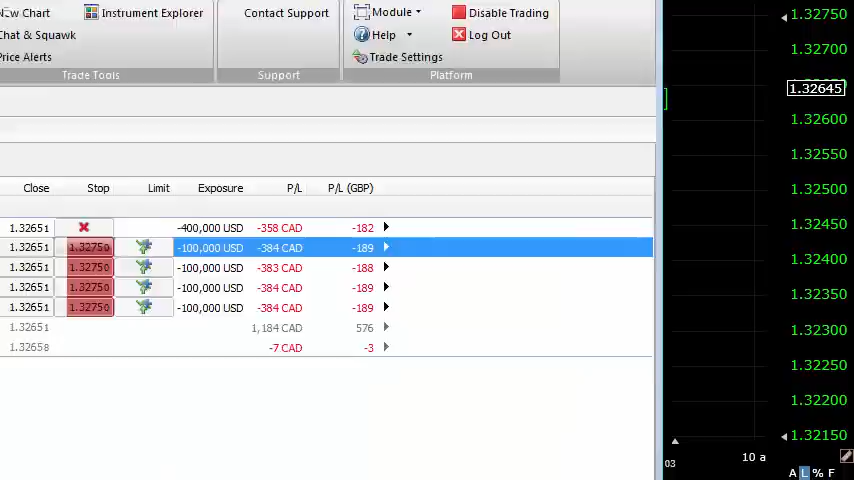 New Chart Instrument Explorer Contact Support Module Disable Trading
Chat & Squawk Help Log Out
Price Alerts Trade Settings
Trade Tools Support Platform
Close Stop Limit Exposure P/L P/L (GBP)
1.32651 -400,000 USD -358 CAD -182
1.32651 1.32750 -100,000 USD -384 CAD -189
1.32651 1.32750 -100,000 USD -383 CAD -188
1.32651 1.32750 -100,000 USD -384 CAD -189
1.32651 1.32750 -100,000 USD -384 CAD -189
1.32651 1,184 CAD 576
1.32658 -7 CAD -3
1.32750
1.32700
1.32645
1.32600
1.32550
1.32500
1.32450
1.32400
1.32350
1.32300
1.32250
1.32200
1.32150
03 10 a
A L % F